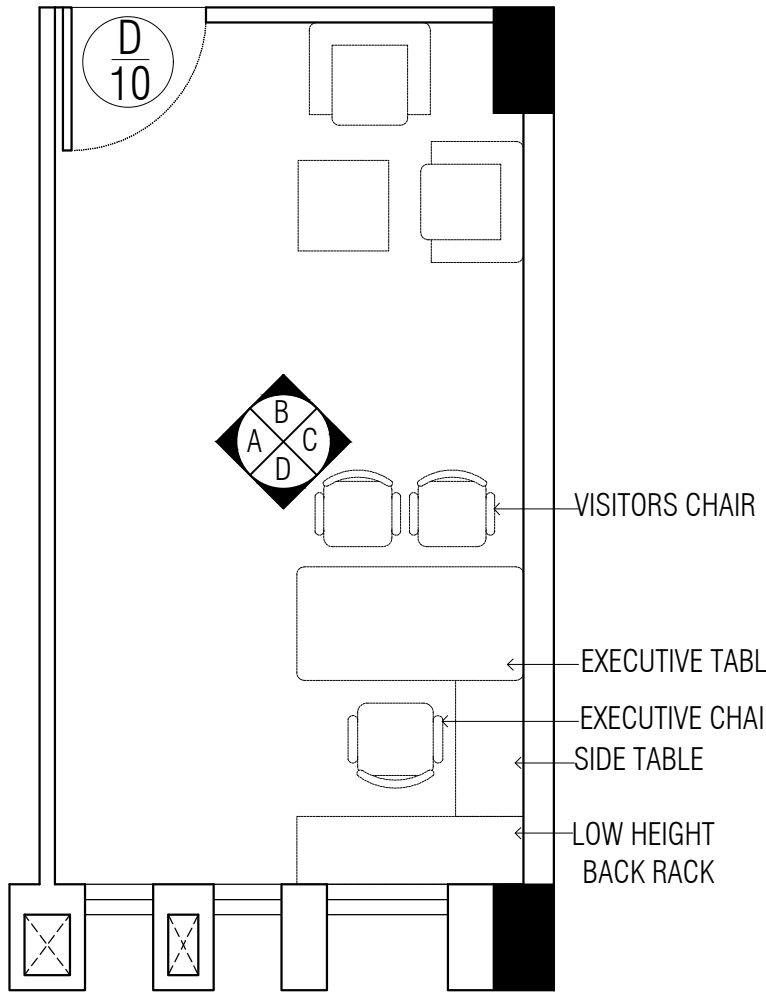 D
10
B
A C
D
VISITORS CHAIR
EXECUTIVE TABL
EXECUTIVE CHAI
SIDE TABLE
LOW HEIGHT
BACK RACK